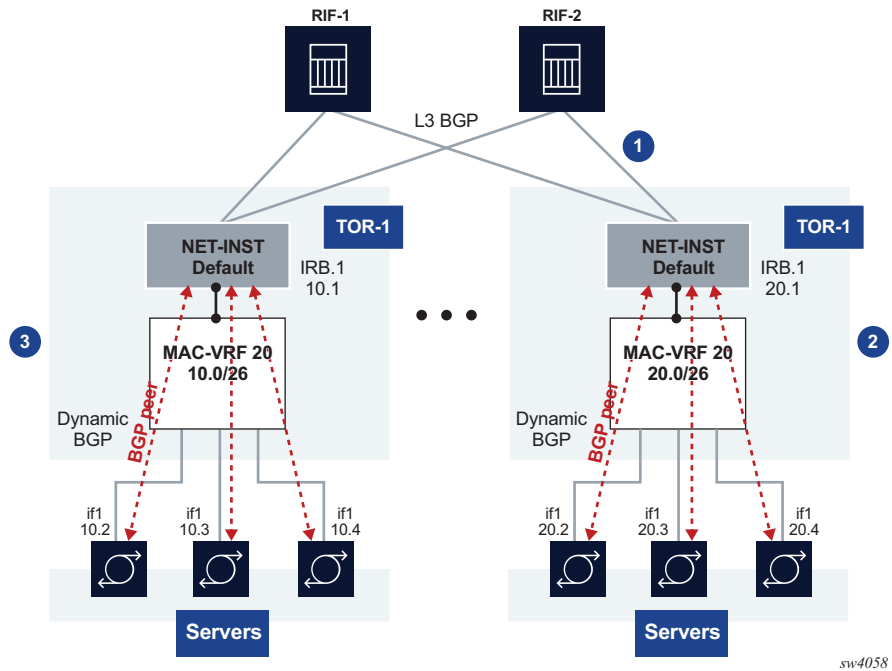 RIF-1
RIF-2
L3 BGP
1
TOR-1
NET-INST
Default
IRB.1
10.1
3
MAC-VRF 20
10.0/26
Dynamic
BGP
BGP peer
if1
10.2
if1
10.3
if1
10.4
Servers
TOR-1
NET-INST
Default
IRB.1
20.1
2
MAC-VRF 20
20.0/26
Dynamic
BGP
BGP peer
if1
20.2
if1
20.3
if1
20.4
Servers
sw4058